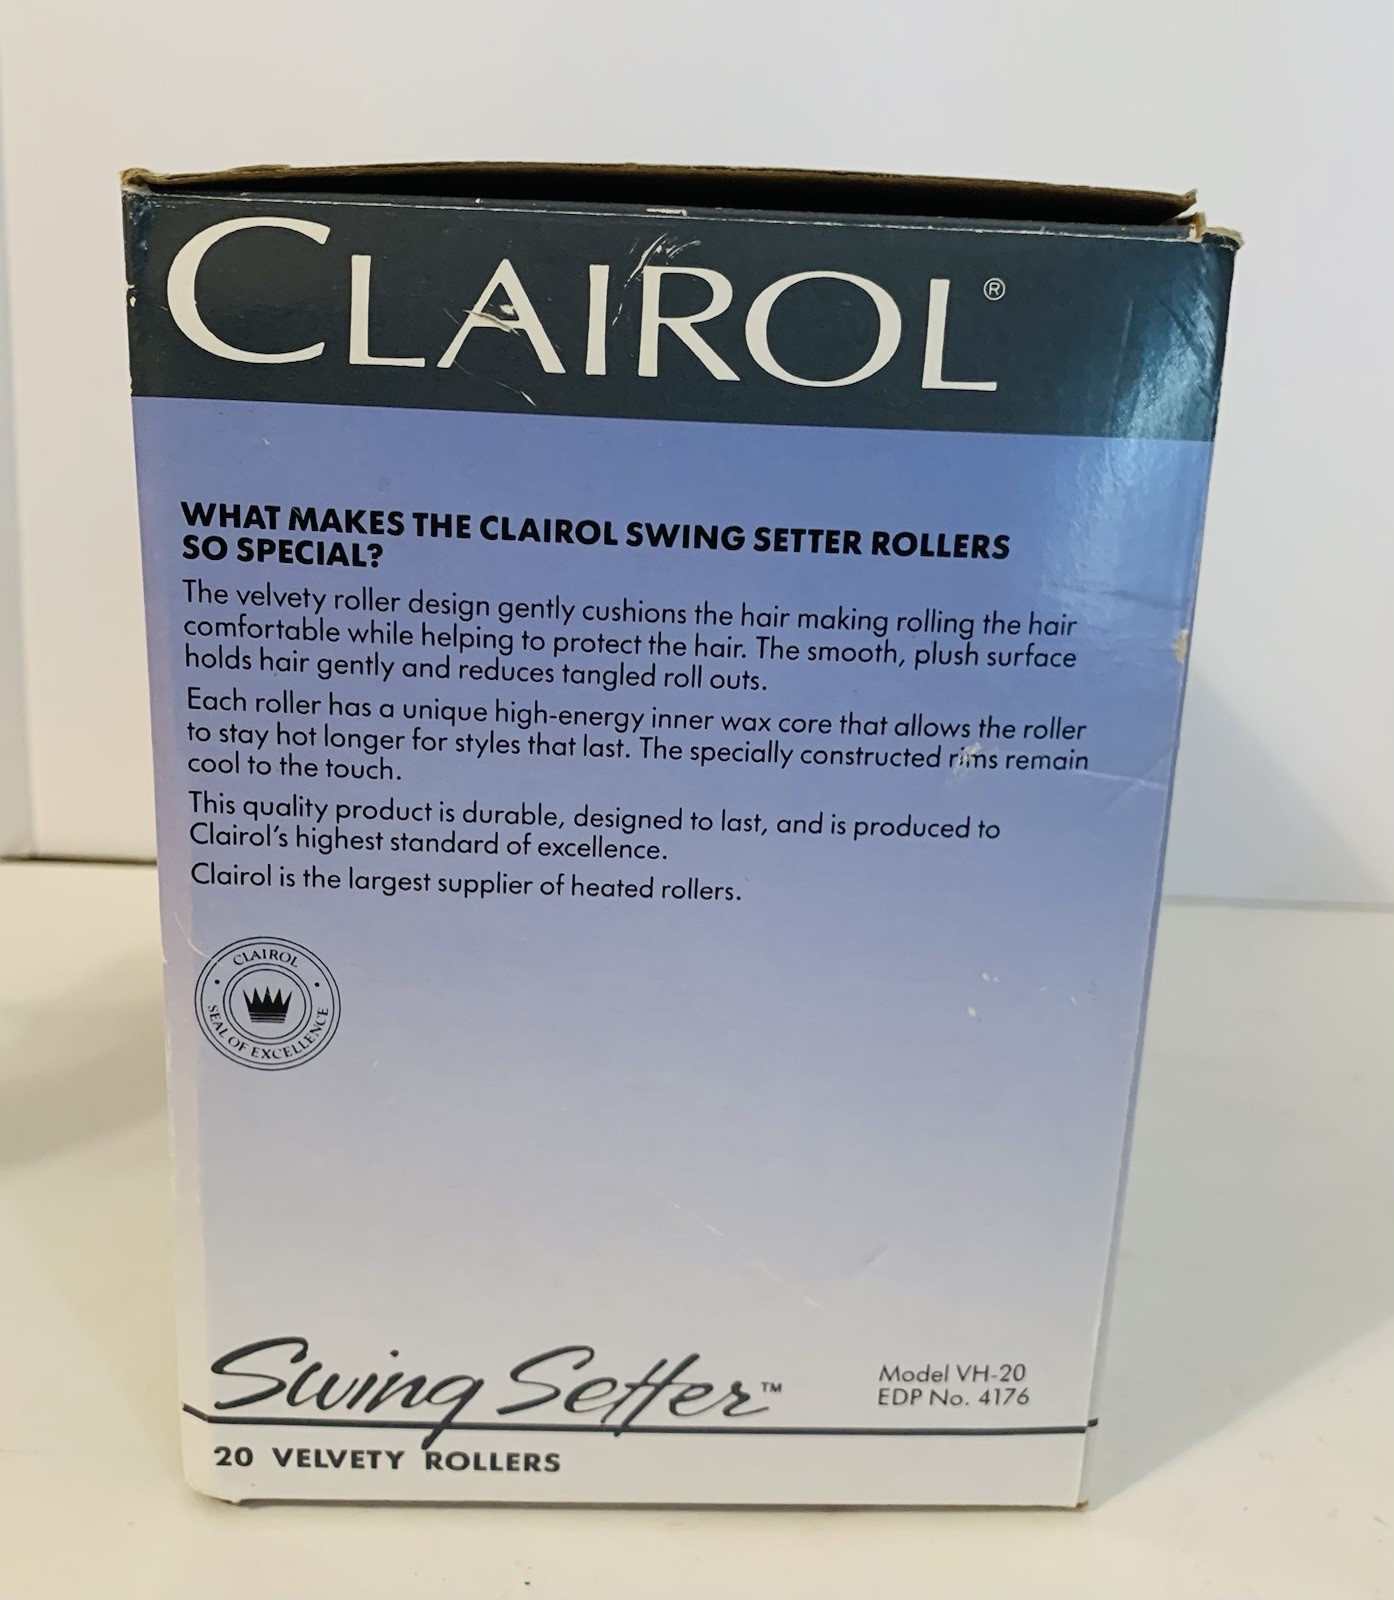 CLAIROL®
WHAT MAKES THE CLAIROL SWING SETTER ROLLERS
SO SPECIAL?
The velvety roller design gently cushions the hair making rolling the hair
comfortable while helping to protect the hair. The smooth, plush surface
holds hair gently and reduces tangled roll outs.
Each roller has a unique high-energy inner wax core that allows the roller
to stay hot longer for styles that last. The specially constructed rims remain
cool to the touch.
This quality product is durable, designed to last, and is produced to
Clairol's highest standard of excellence.
Clairol is the largest supplier of heated rollers.
CLAIROL
SEAL OF EXCELLENCE
Swing Setter™
Model VH-20
EDP No. 4176
20 VELVETY ROLLERS